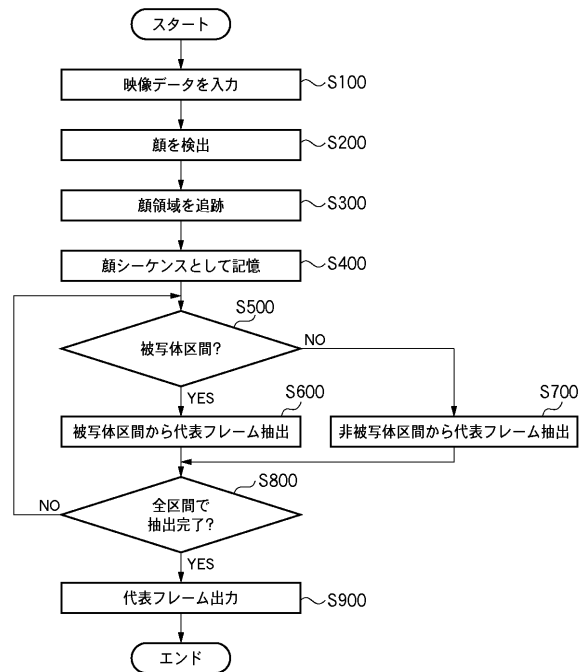 スタート
映像データを入力
S100
顔を検出
S200
顔領域を追跡
S300
顔シーケンスとして記憶
S400
S500
被写体区間?
NO
YES
S600
S700
被写体区間から代表フレーム抽出
非被写体区間から代表フレーム抽出
S800
全区間で
抽出完了?
NO
YES
代表フレーム出力
S900
エンド